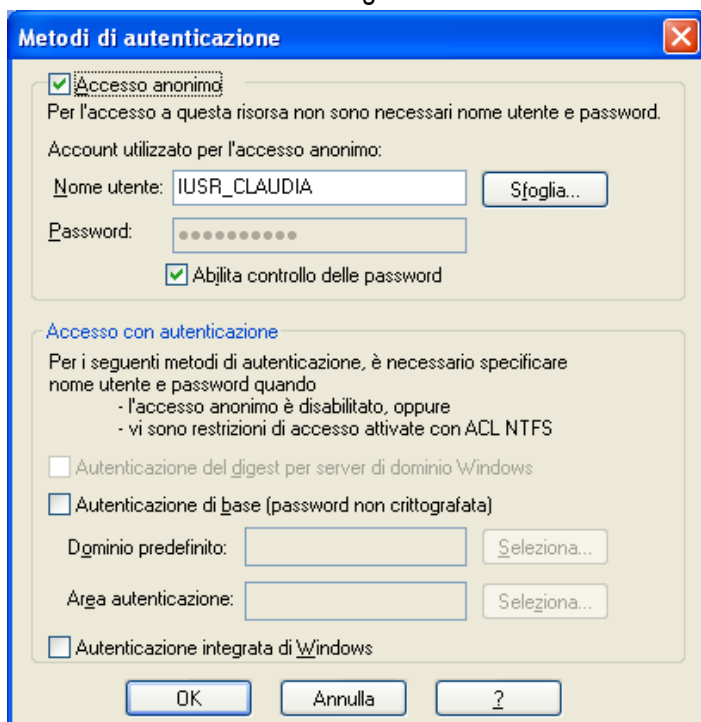 Metodi di autenticazione
Accesso anonimo
Per l'accesso a questa risorsa non sono necessari nome utente e password.
Account utilizzato per l'accesso anonimo:
Nome utente: IUSR_CLAUDIA Sfoglia...
Password: ●●●●●●●●●●
Abilita controllo delle password
Accesso con autenticazione
Per i seguenti metodi di autenticazione, è necessario specificare
nome utente e password quando
- l'accesso anonimo è disabilitato, oppure
- vi sono restrizioni di accesso attivate con ACL NTFS
Autenticazione del digest per server di dominio Windows
Autenticazione di base (password non crittografata)
Dominio predefinito: Seleziona...
Area autenticazione: Seleziona...
Autenticazione integrata di Windows
OK Annulla ?